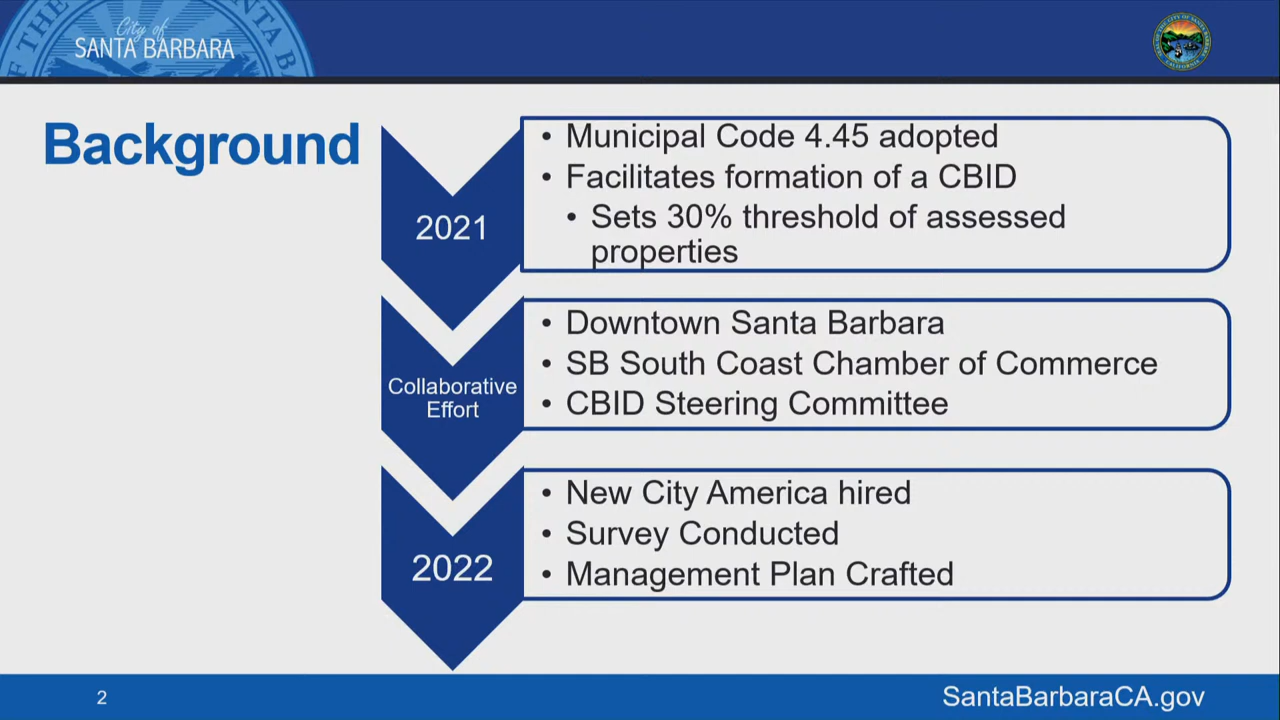 City of
SANTA BARBARA
Background
2021
• Municipal Code 4.45 adopted
• Facilitates formation of a CBID
• Sets 30% threshold of assessed
properties
Collaborative
Effort
• Downtown Santa Barbara
• SB South Coast Chamber of Commerce
• CBID Steering Committee
2022
• New City America hired
• Survey Conducted
• Management Plan Crafted
2
SantaBarbaraCA.gov